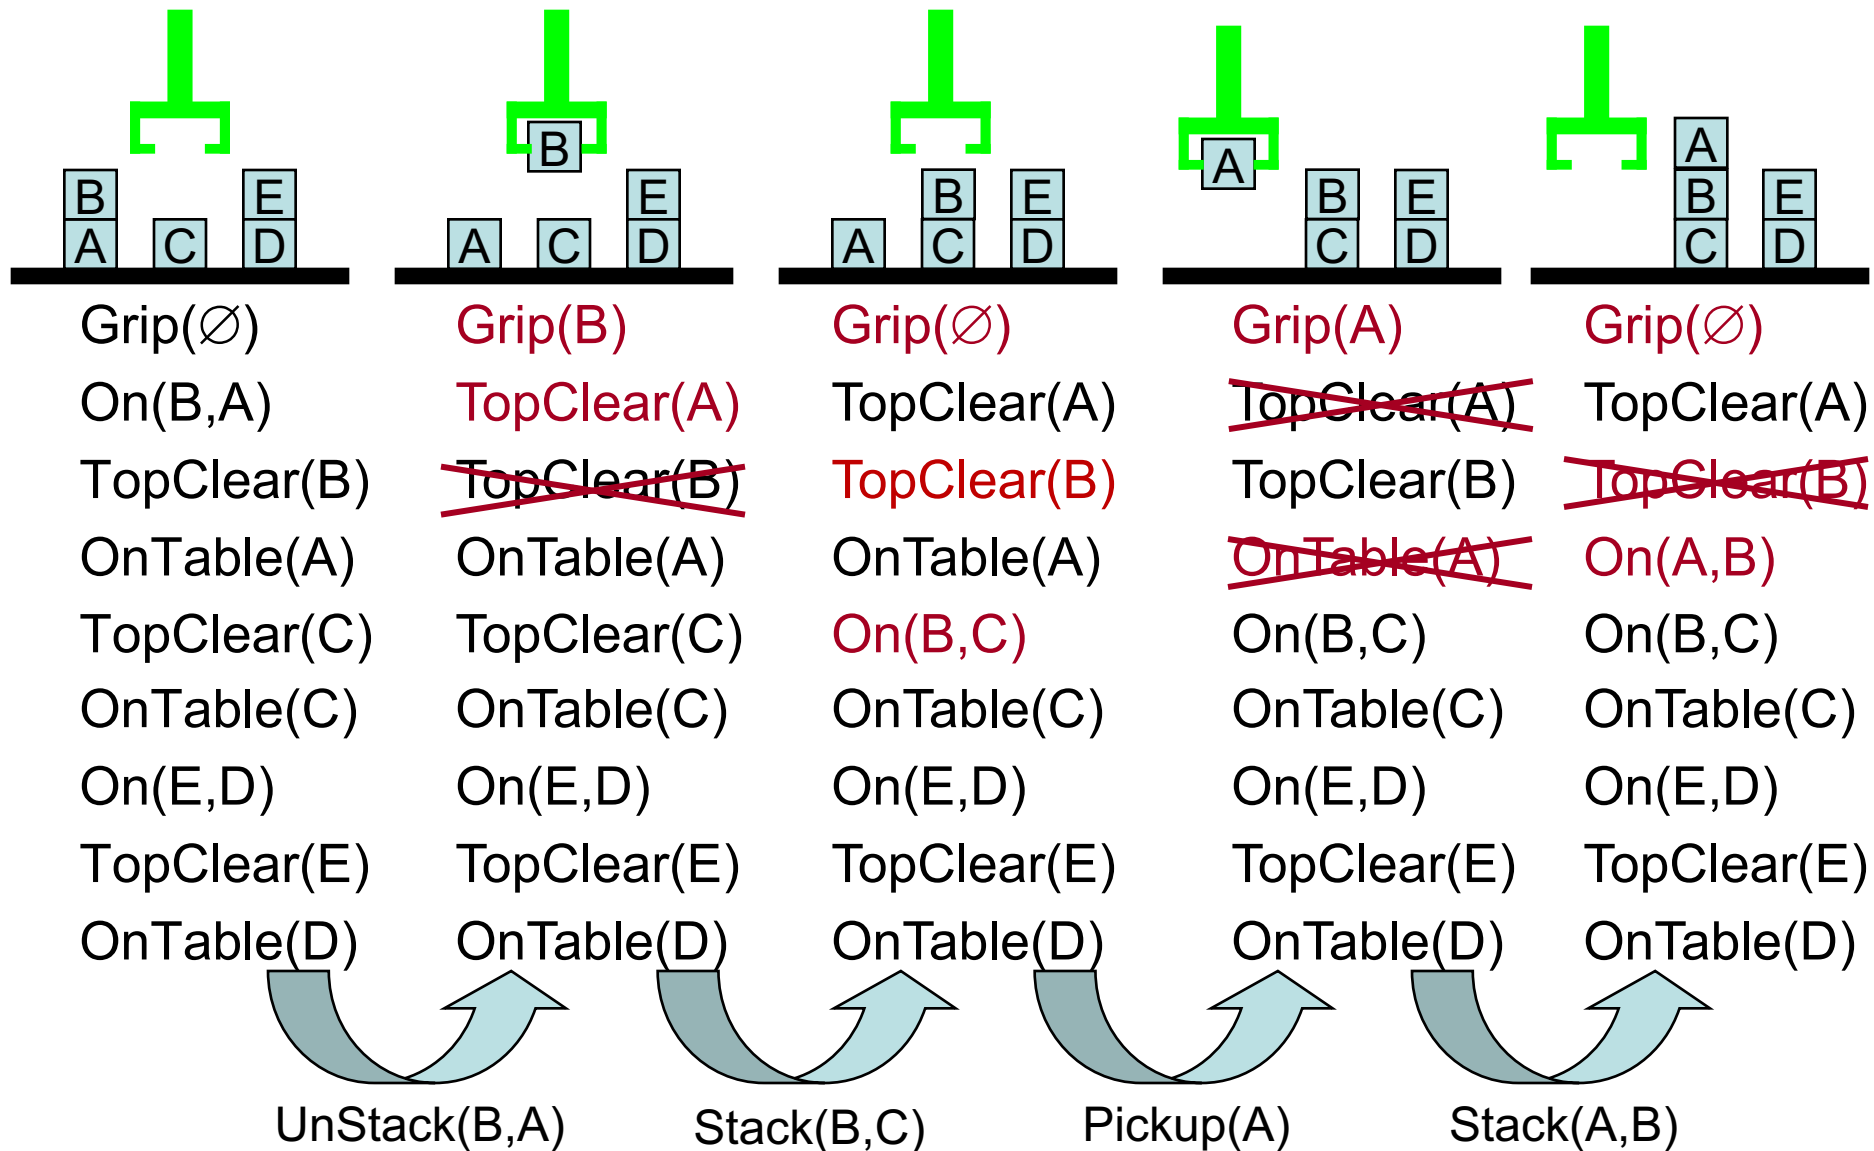 B
A
C
E
D
B
A
C
E
D
A
B
C
E
D
A
B
C
E
D
A
B
C
E
D
Grip(∅) Grip(B) Grip(∅) Grip(A) Grip(∅)
On(B,A) TopClear(A) TopClear(A) TopClear(A) TopClear(A)
TopClear(B) TopClear(B) TopClear(B) TopClear(B) TopClear(B)
OnTable(A) OnTable(A) OnTable(A) OnTable(A) On(A,B)
TopClear(C) TopClear(C) On(B,C) On(B,C) On(B,C)
OnTable(C) OnTable(C) OnTable(C) OnTable(C) OnTable(C)
On(E,D) On(E,D) On(E,D) On(E,D) On(E,D)
TopClear(E) TopClear(E) TopClear(E) TopClear(E) TopClear(E)
OnTable(D) OnTable(D) OnTable(D) OnTable(D) OnTable(D)
UnStack(B,A) Stack(B,C) Pickup(A) Stack(A,B)